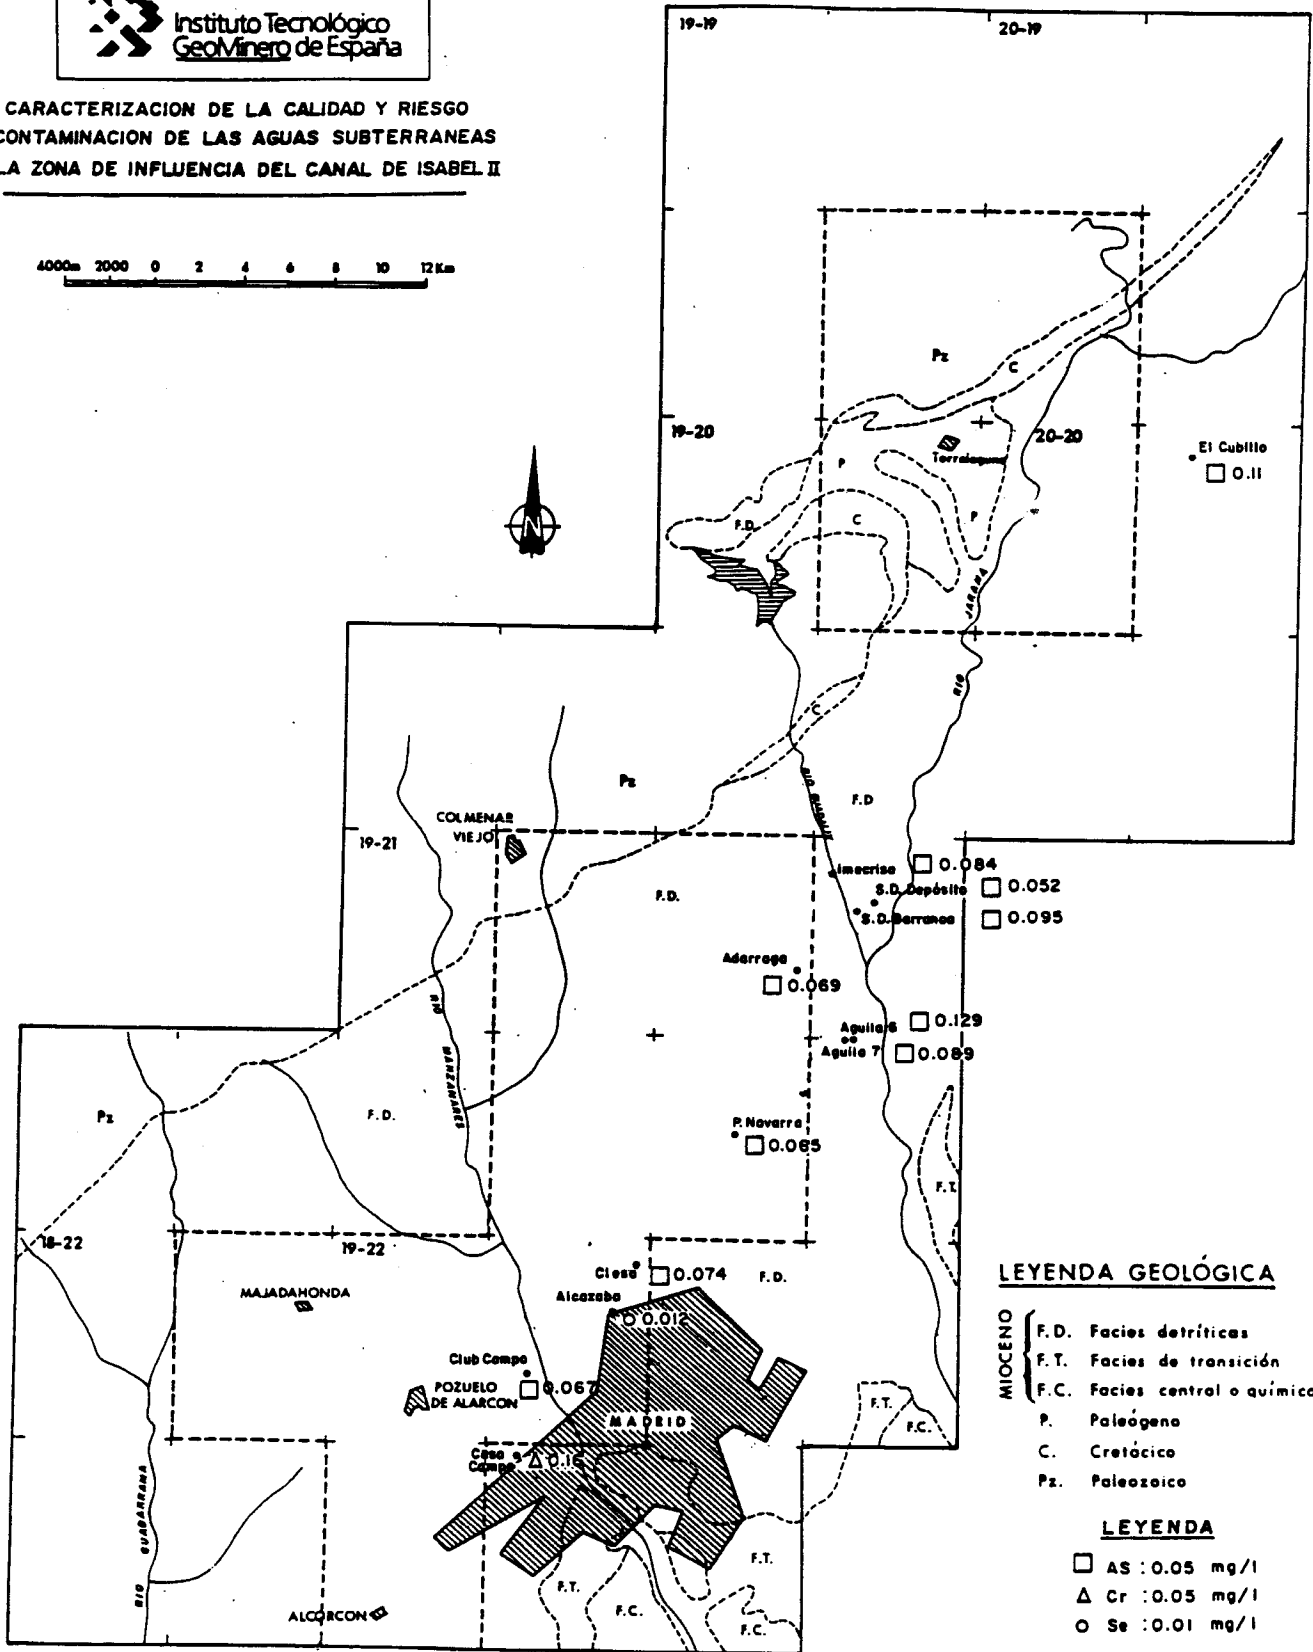 Instituto Tecnológico
GeoMinero de España
CARACTERIZACION DE LA CALIDAD Y RIESGO
CONTAMINACION DE LAS AGUAS SUBTERRANEAS
LA ZONA DE INFLUENCIA DEL CANAL DE ISABEL II
4000m 2000 0 2 4 6 8 10 12 Km
N
19-19
20-19
Pz
C
19-20
20-20
Torrelaguna
El Cubillo
0.11
P
F.D.
C
P
RIO JARAMA
C
Pz
F.D
COLMENAR
VIEJO
19-21
F.D.
Imecrisa
0.084
S.D. Depósito
0.052
S.D. Barranca
0.095
Adarraga
0.069
Aguila 6
0.129
Aguila 7
0.089
RIO MANZANARES
Pz
F.D.
P. Navarra
0.065
F.T.
18-22
19-22
Clesa
0.074
F.D.
MAJADAHONDA
Alcazaba
0.012
Club Campo
0.067
POZUELO
DE ALARCON
MADRID
F.T.
F.C.
Casa
Campo
RIO GUADARRAMA
F.T.
F.T.
F.C.
F.C.
ALCORCON
LEYENDA GEOLÓGICA
MIOCENO
F.D. Facies detríticas
F.T. Facies de transición
F.C. Facies central o química
P. Paleógeno
C. Cretácico
Pz. Paleozoico
LEYENDA
AS : 0.05 mg/l
Cr : 0.05 mg/l
Se : 0.01 mg/l